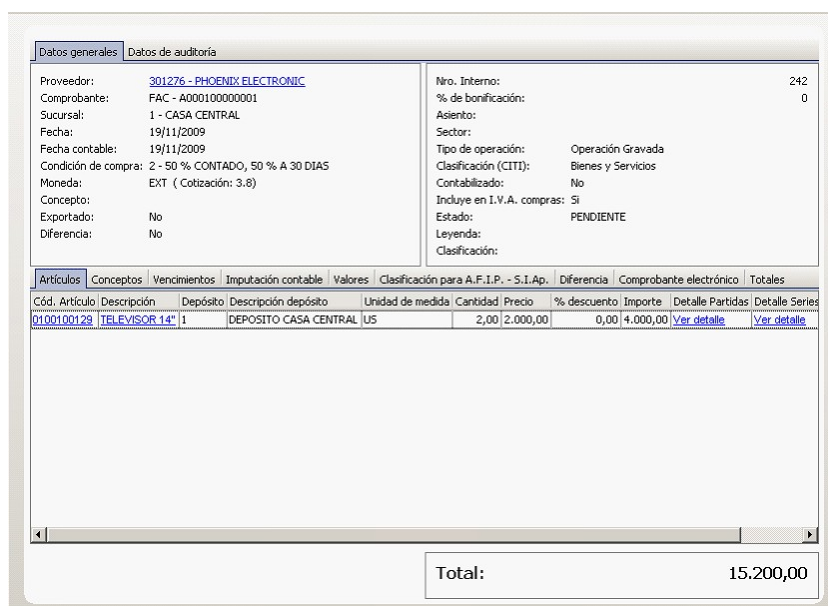 Datos generales Datos de auditoría
Proveedor: 301276 - PHOENIX ELECTRONIC
Comprobante: FAC - A000100000001
Sucursal: 1 - CASA CENTRAL
Fecha: 19/11/2009
Fecha contable: 19/11/2009
Condición de compra: 2 - 50 % CONTADO, 50 % A 30 DIAS
Moneda: EXT ( Cotización: 3.8)
Concepto:
Exportado: No
Diferencia: No
Nro. Interno: 242
% de bonificación: 0
Asiento:
Sector:
Tipo de operación: Operación Gravada
Clasificación (CITI): Bienes y Servicios
Contabilizado: No
Incluye en I.V.A. compras: Si
Estado: PENDIENTE
Leyenda:
Clasificación:
Artículos Conceptos Vencimientos Imputación contable Valores Clasificación para A.F.I.P. - S.I.Ap. Diferencia Comprobante electrónico Totales
Cód. Artículo Descripción Depósito Descripción depósito Unidad de medida Cantidad Precio % descuento Importe Detalle Partidas Detalle Series
0100100129 TELEVISOR 14" 1 DEPOSITO CASA CENTRAL US 2,00 2.000,00 0,00 4.000,00 Ver detalle Ver detalle
Total: 15.200,00